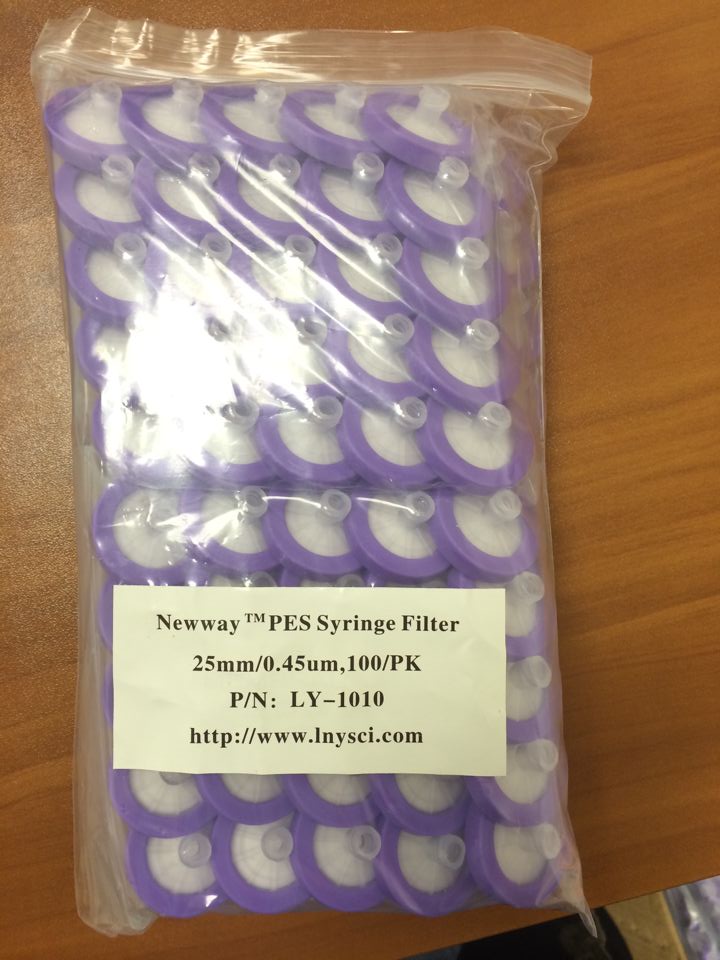 Newway™PES Syringe Filter
25mm/0.45um,100/PK
P/N: LY-1010
http://www.lnysci.com